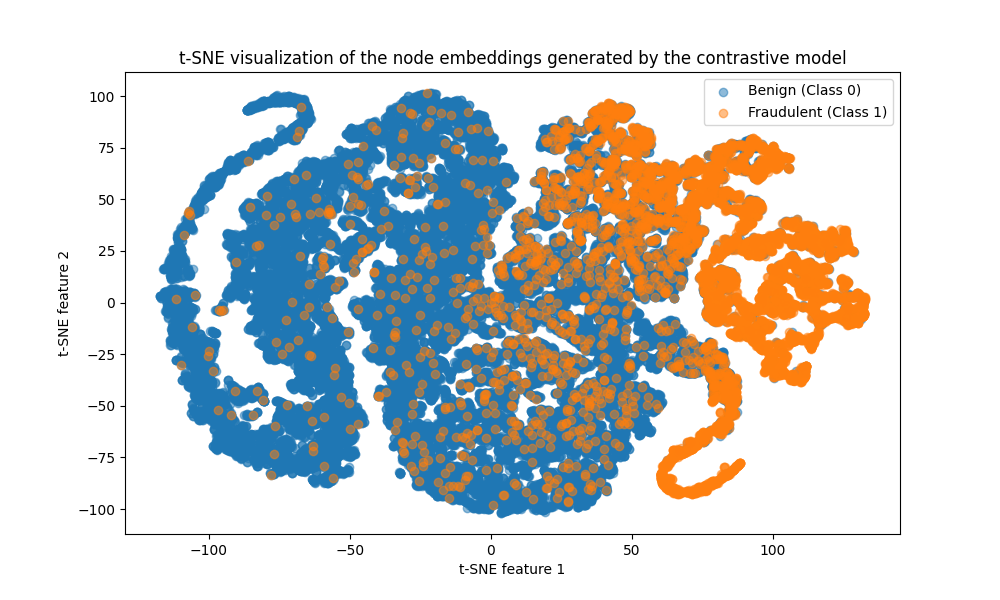 t-SNE visualization of the node embeddings generated by the contrastive model
Benign (Class 0)
Fraudulent (Class 1)
t-SNE feature 2
100
75
50
25
0
−25
−50
−75
−100
−100
−50
0
50
100
t-SNE feature 1